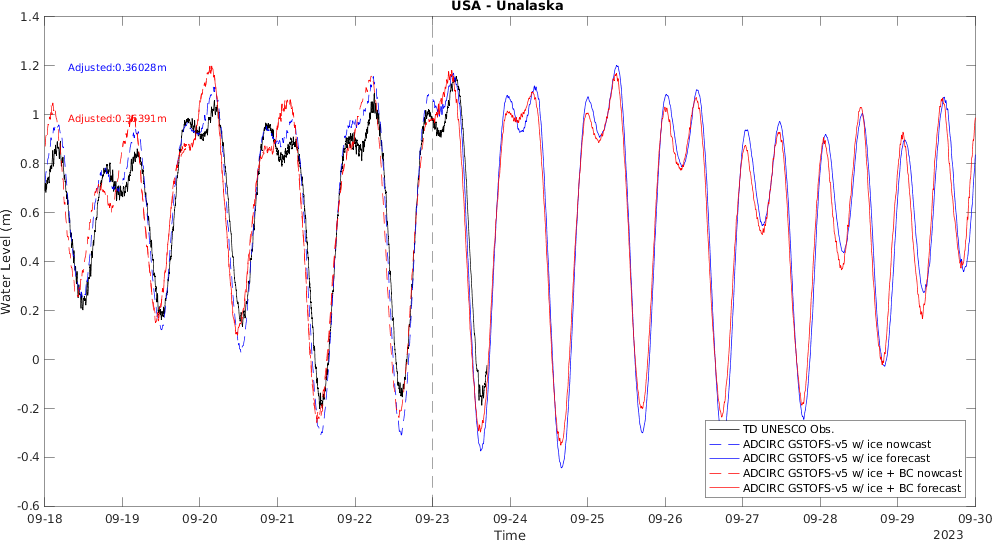 USA - Unalaska
1.4
1.2
1
0.8
0.6
0.4
0.2
0
-0.2
-0.4
-0.6
Water Level (m)
Adjusted:0.36028m
Adjusted:0.36391m
TD UNESCO Obs.
ADCIRC GSTOFS-v5 w/ ice nowcast
ADCIRC GSTOFS-v5 w/ ice forecast
ADCIRC GSTOFS-v5 w/ ice + BC nowcast
ADCIRC GSTOFS-v5 w/ ice + BC forecast
09-18 09-19 09-20 09-21 09-22 09-23 09-24 09-25 09-26 09-27 09-28 09-29 09-30
Time
2023